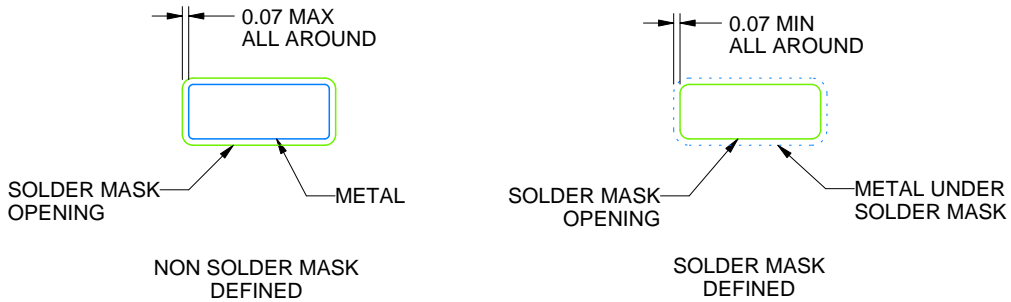 0.07 MAX
ALL AROUND
SOLDER MASK
OPENING
METAL
NON SOLDER MASK
DEFINED
0.07 MIN
ALL AROUND
SOLDER MASK
OPENING
METAL UNDER
SOLDER MASK
SOLDER MASK
DEFINED